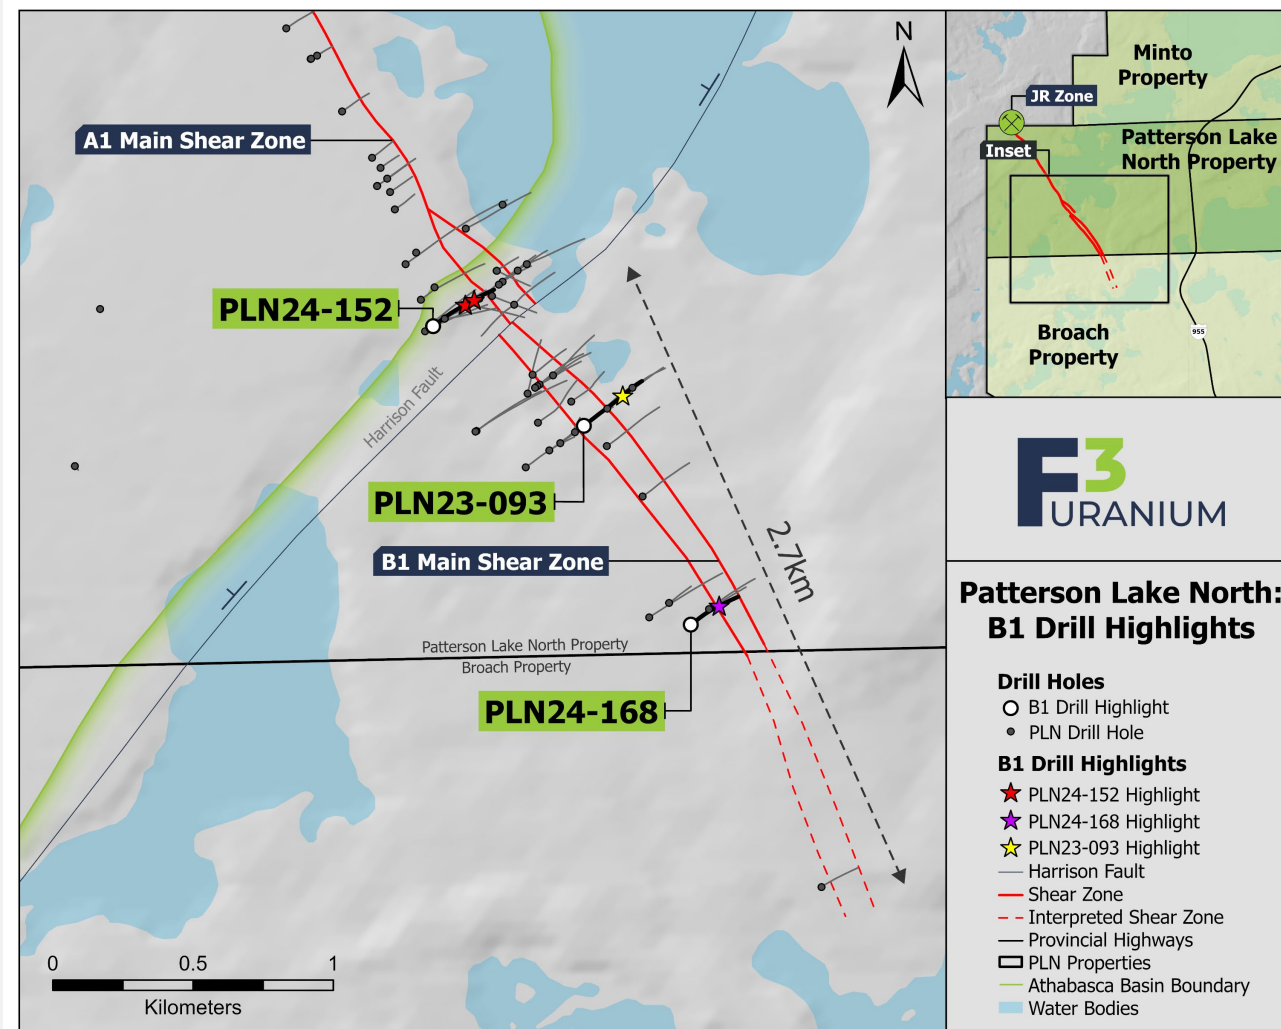 N
A1 Main Shear Zone
PLN24-152
Harrison Fault
PLN23-093
B1 Main Shear Zone
2.7km
Patterson Lake North Property
Broach Property
PLN24-168
0 0.5 1
Kilometers
Minto
Property
JR Zone
Patterson Lake
North Property
Inset
Broach
Property
955
F3
URANIUM
Patterson Lake North:
B1 Drill Highlights
Drill Holes
B1 Drill Highlight
PLN Drill Hole
B1 Drill Highlights
PLN24-152 Highlight
PLN24-168 Highlight
PLN23-093 Highlight
Harrison Fault
Shear Zone
Interpreted Shear Zone
Provincial Highways
PLN Properties
Athabasca Basin Boundary
Water Bodies